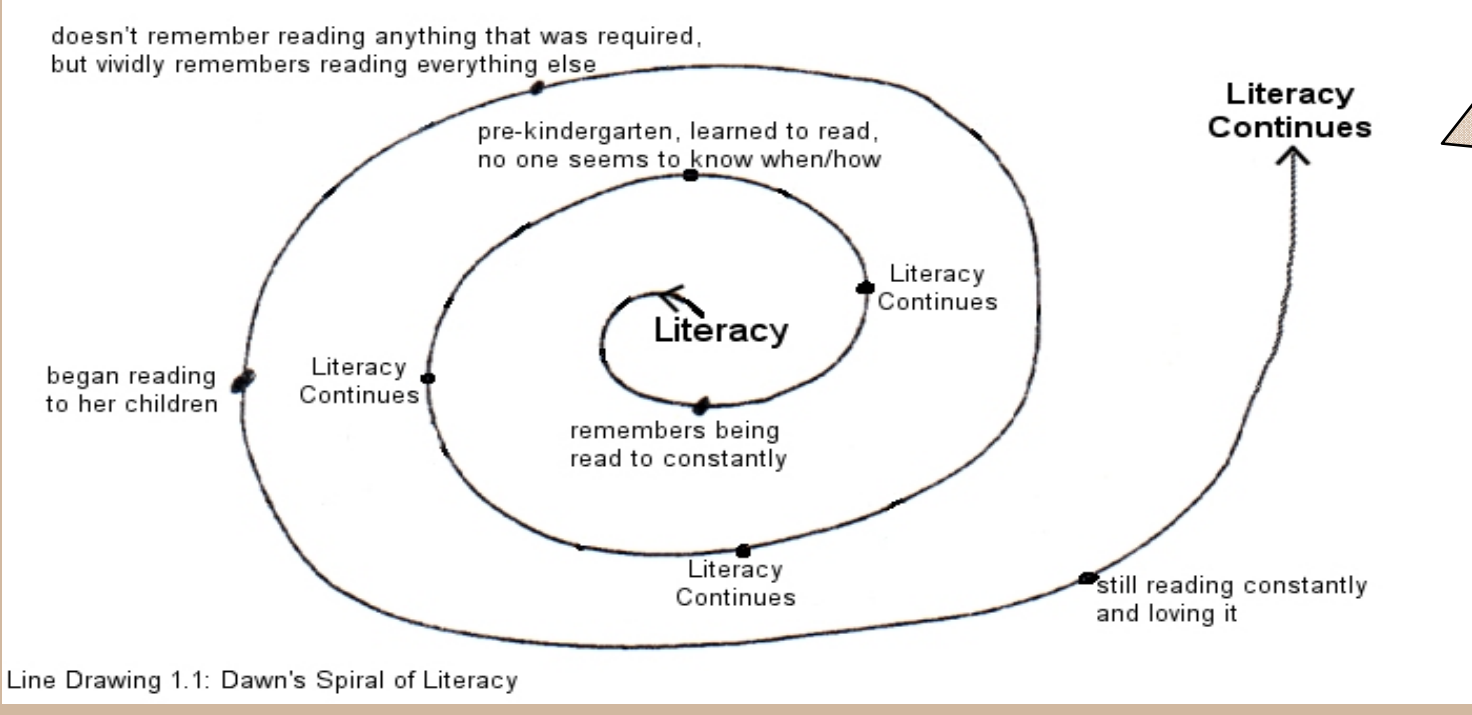 doesn't remember reading anything that was required,
but vividly remembers reading everything else
Literacy
Continues
pre-kindergarten, learned to read,
no one seems to know when/how
Literacy
Continues
Literacy
began reading
to her children
Literacy
Continues
remembers being
read to constantly
Literacy
Continues
still reading constantly
and loving it
Line Drawing 1.1: Dawn's Spiral of Literacy